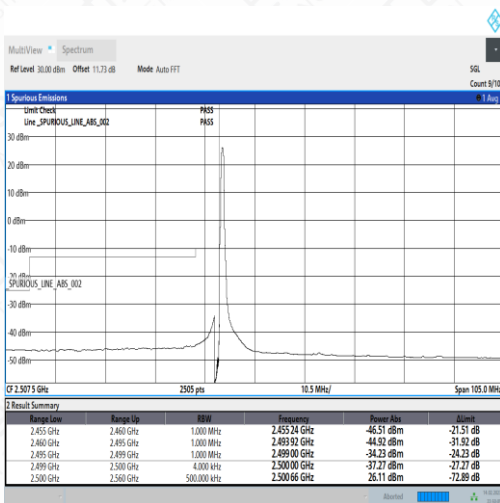 MultiView Spectrum
Ref Level 30.00 dBm Offset 11.73 dB Mode Auto FFT SGL
Count 9/10
1 Spurious Emissions 1 Avg
Limit Check PASS
Line _SPURIOUS_LINE_ABS_002 PASS
30 dBm
20 dBm
10 dBm
0 dBm
-10 dBm
-20 dBm
_SPURIOUS_LINE_ABS_002
-30 dBm
-40 dBm
-50 dBm
CF 2.507 5 GHz 2505 pts 10.5 MHz/ Span 105.0 MHz
2 Result Summary
Range Low Range Up RBW Frequency Power Abs ΔLimit
2.455 GHz 2.460 GHz 1.000 MHz 2.455 24 GHz -46.51 dBm -21.51 dB
2.460 GHz 2.495 GHz 1.000 MHz 2.493 92 GHz -44.92 dBm -31.92 dB
2.495 GHz 2.499 GHz 1.000 MHz 2.499 00 GHz -34.23 dBm -24.23 dB
2.499 GHz 2.500 GHz 4.000 kHz 2.500 00 GHz -37.27 dBm -27.27 dB
2.500 GHz 2.560 GHz 500.000 kHz 2.500 66 GHz 26.11 dBm -72.89 dB
Aborted